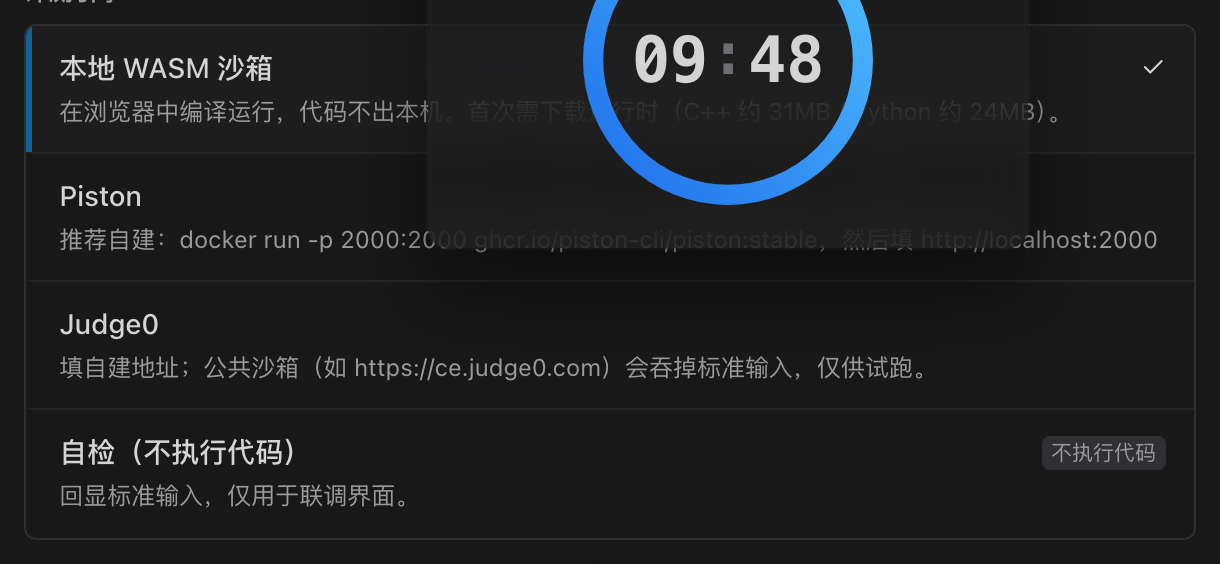 09:48
本地 WASM 沙箱
在浏览器中编译运行，代码不出本机。首次需下载 行时（C++ 约 31MB ython 约 24MB）。
Piston
推荐自建：docker run -p 2000:2000 ghcr.io/piston-cli/piston:stable，然后填 http://localhost:2000
Judge0
填自建地址；公共沙箱（如 https://ce.judge0.com）会吞掉标准输入，仅供试跑。
自检（不执行代码）
不执行代码
回显标准输入，仅用于联调界面。